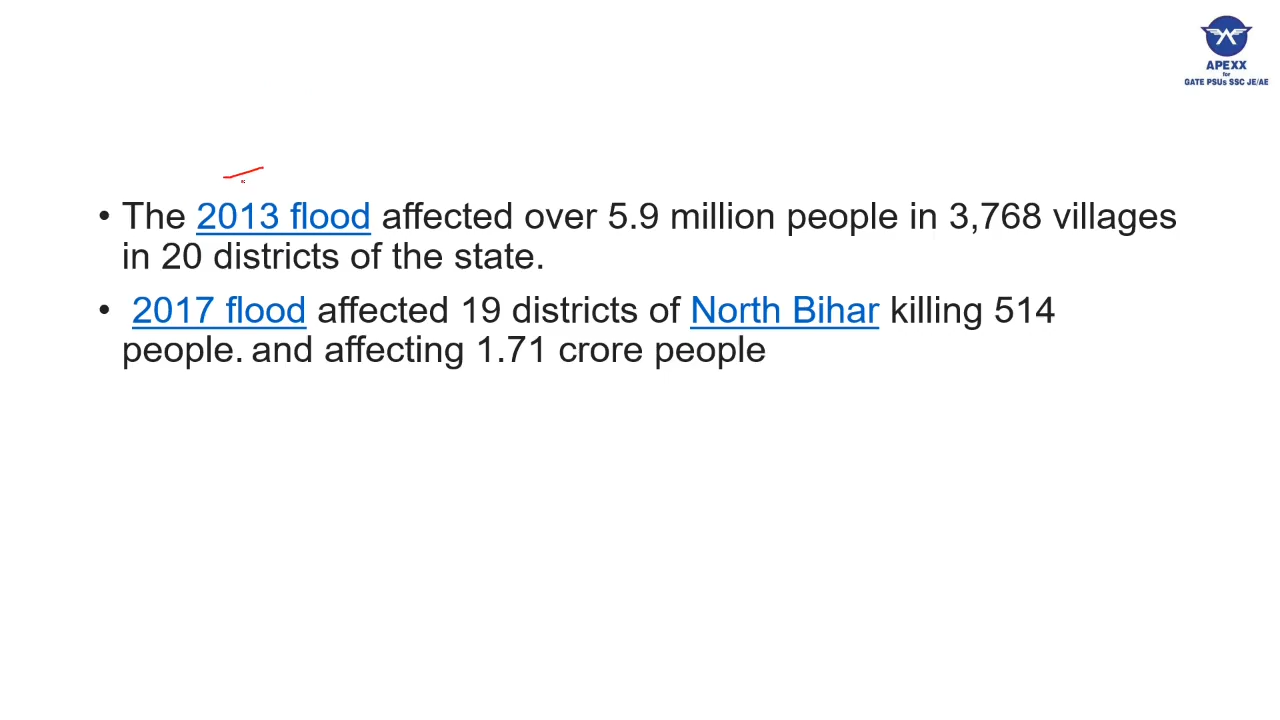 APEXX
for
GATE PSUs SSC JE/AE
• The 2013 flood affected over 5.9 million people in 3,768 villages
in 20 districts of the state.
• 2017 flood affected 19 districts of North Bihar killing 514
people. and affecting 1.71 crore people